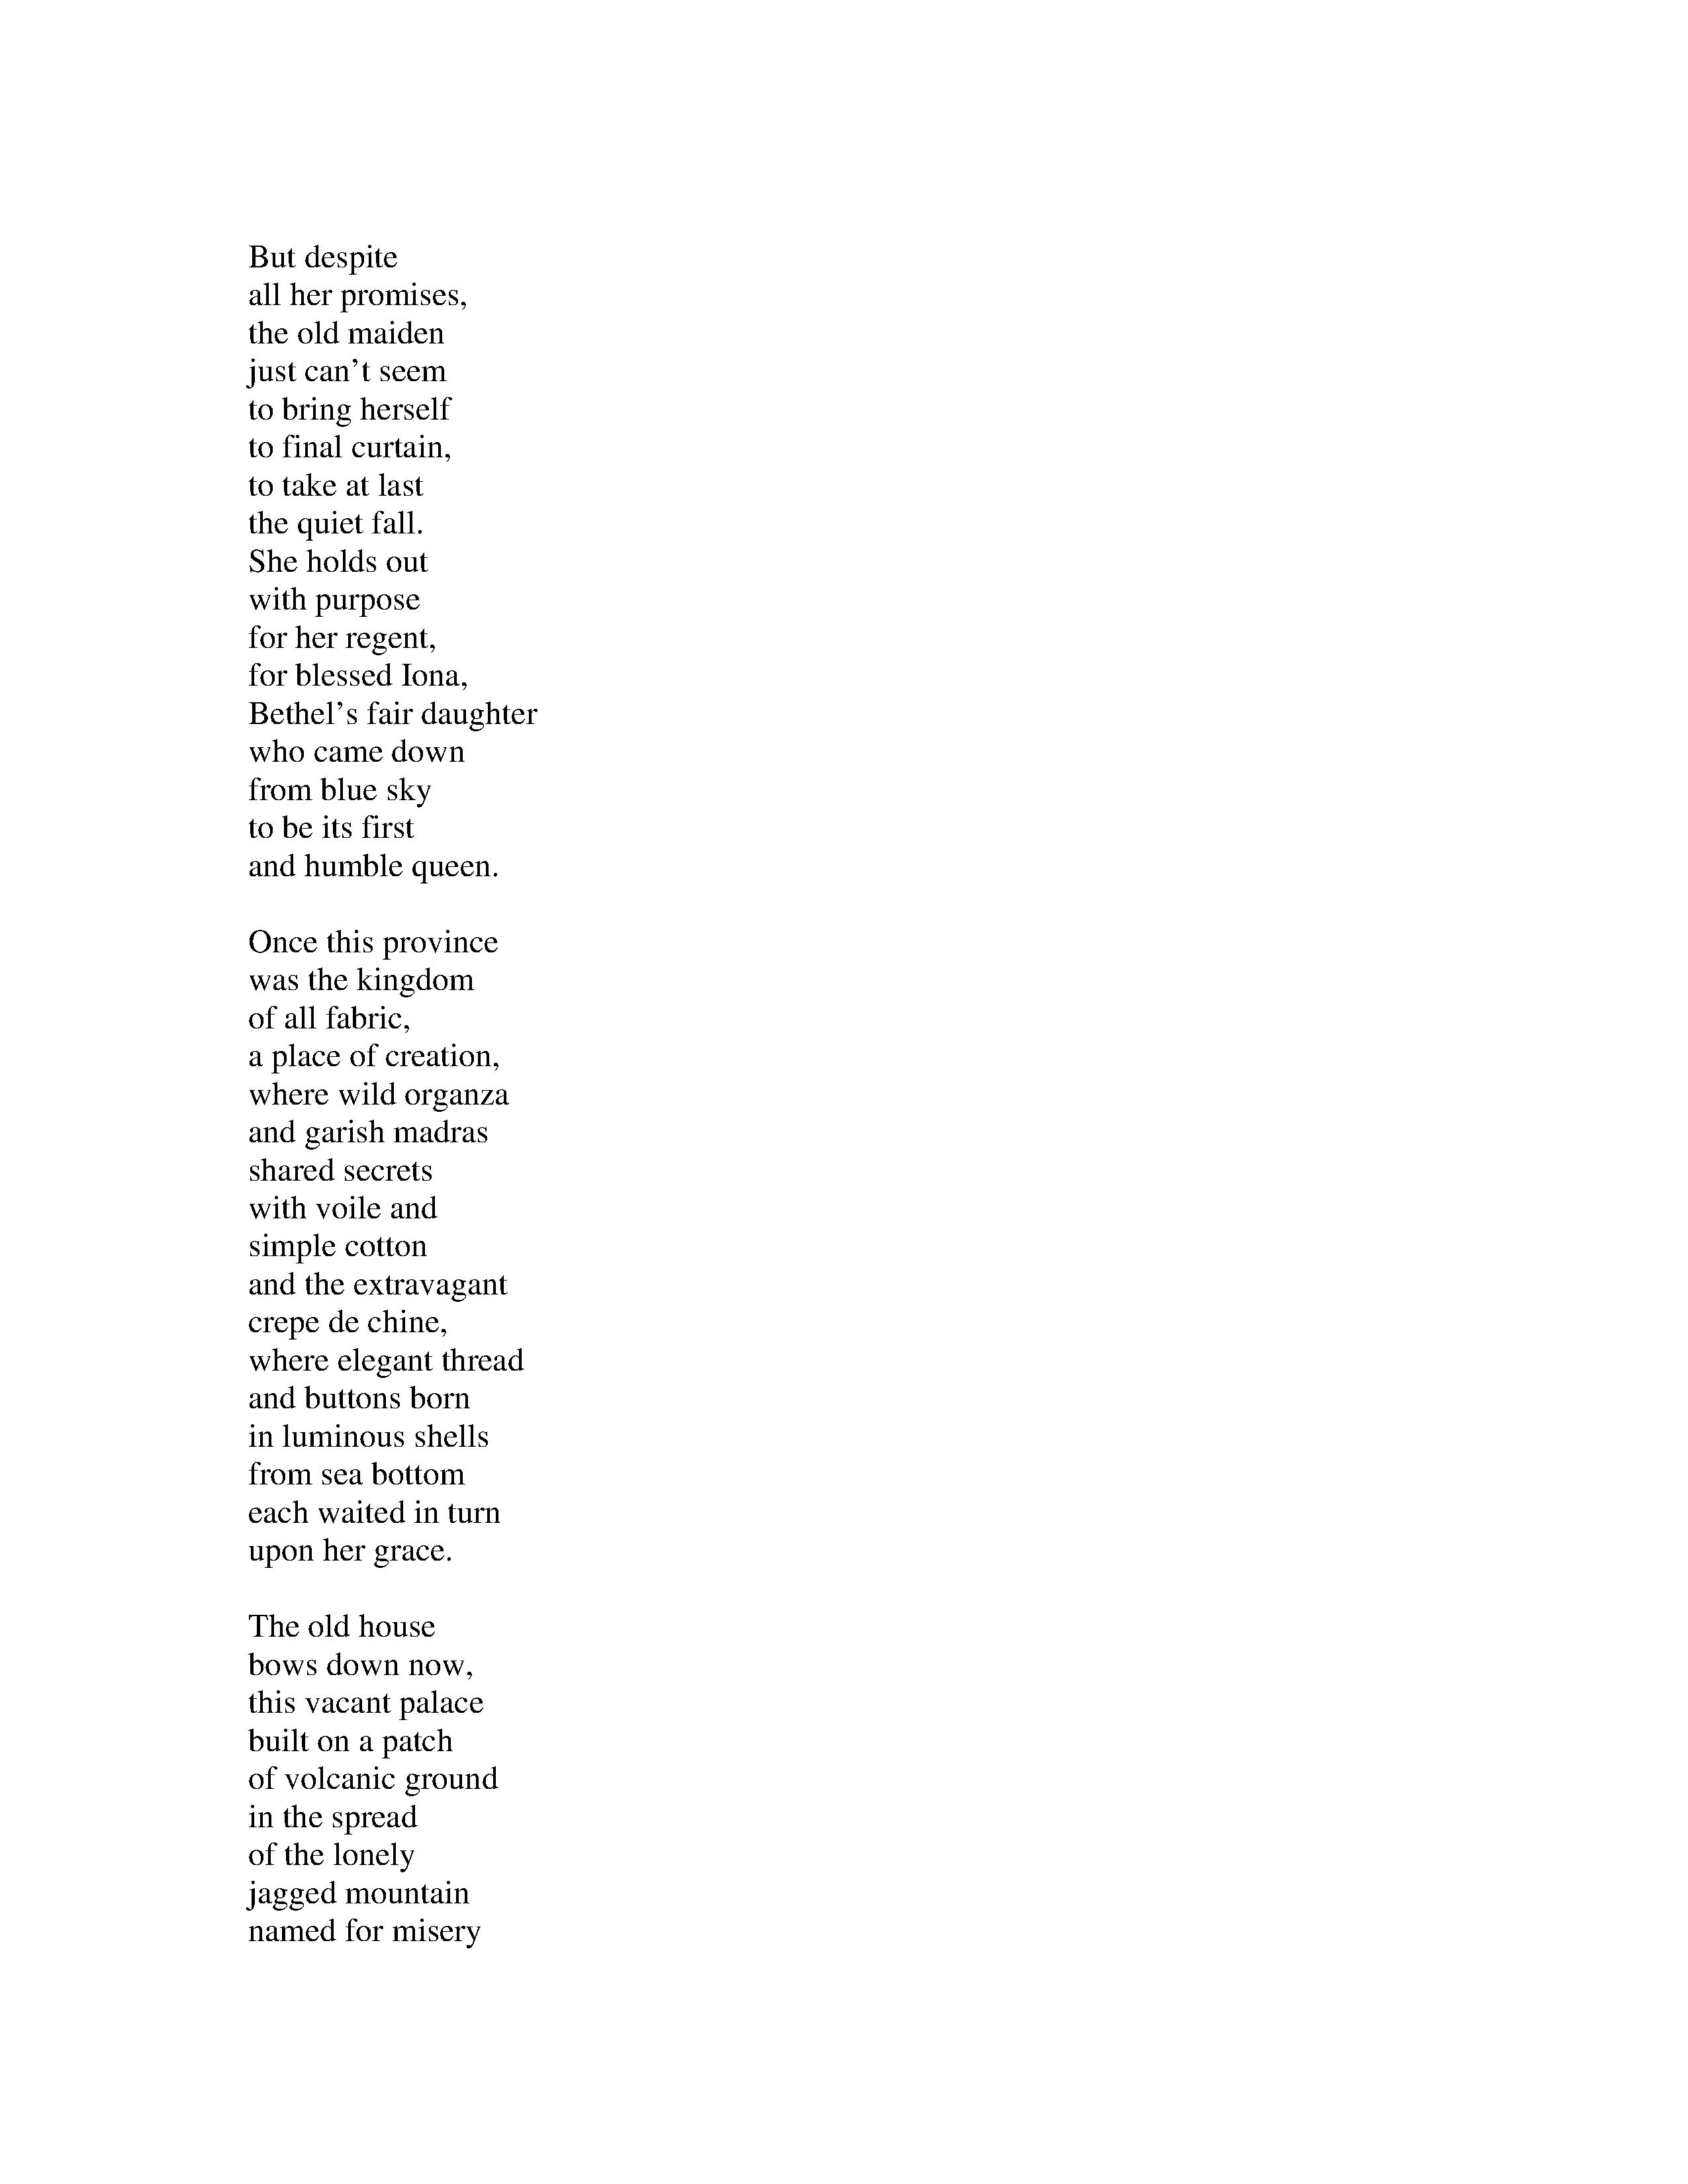 But despite
all her promises,
the old maiden
just can't seem
to bring herself
to final curtain,
to take at last
the quiet fall.
She holds out
with purpose
for her regent,
for blessed Iona,
Bethel's fair daughter
who came down
from blue sky
to be its first
and humble queen.

Once this province
was the kingdom
of all fabric,
a place of creation,
where wild organza
and garish madras
shared secrets
with voile and
simple cotton
and the extravagant
crepe de chine,
where elegant thread
and buttons born
in luminous shells
from sea bottom
each waited in turn
upon her grace.

The old house
bows down now,
this vacant palace
built on a patch
of volcanic ground
in the spread
of the lonely
jagged mountain
named for misery